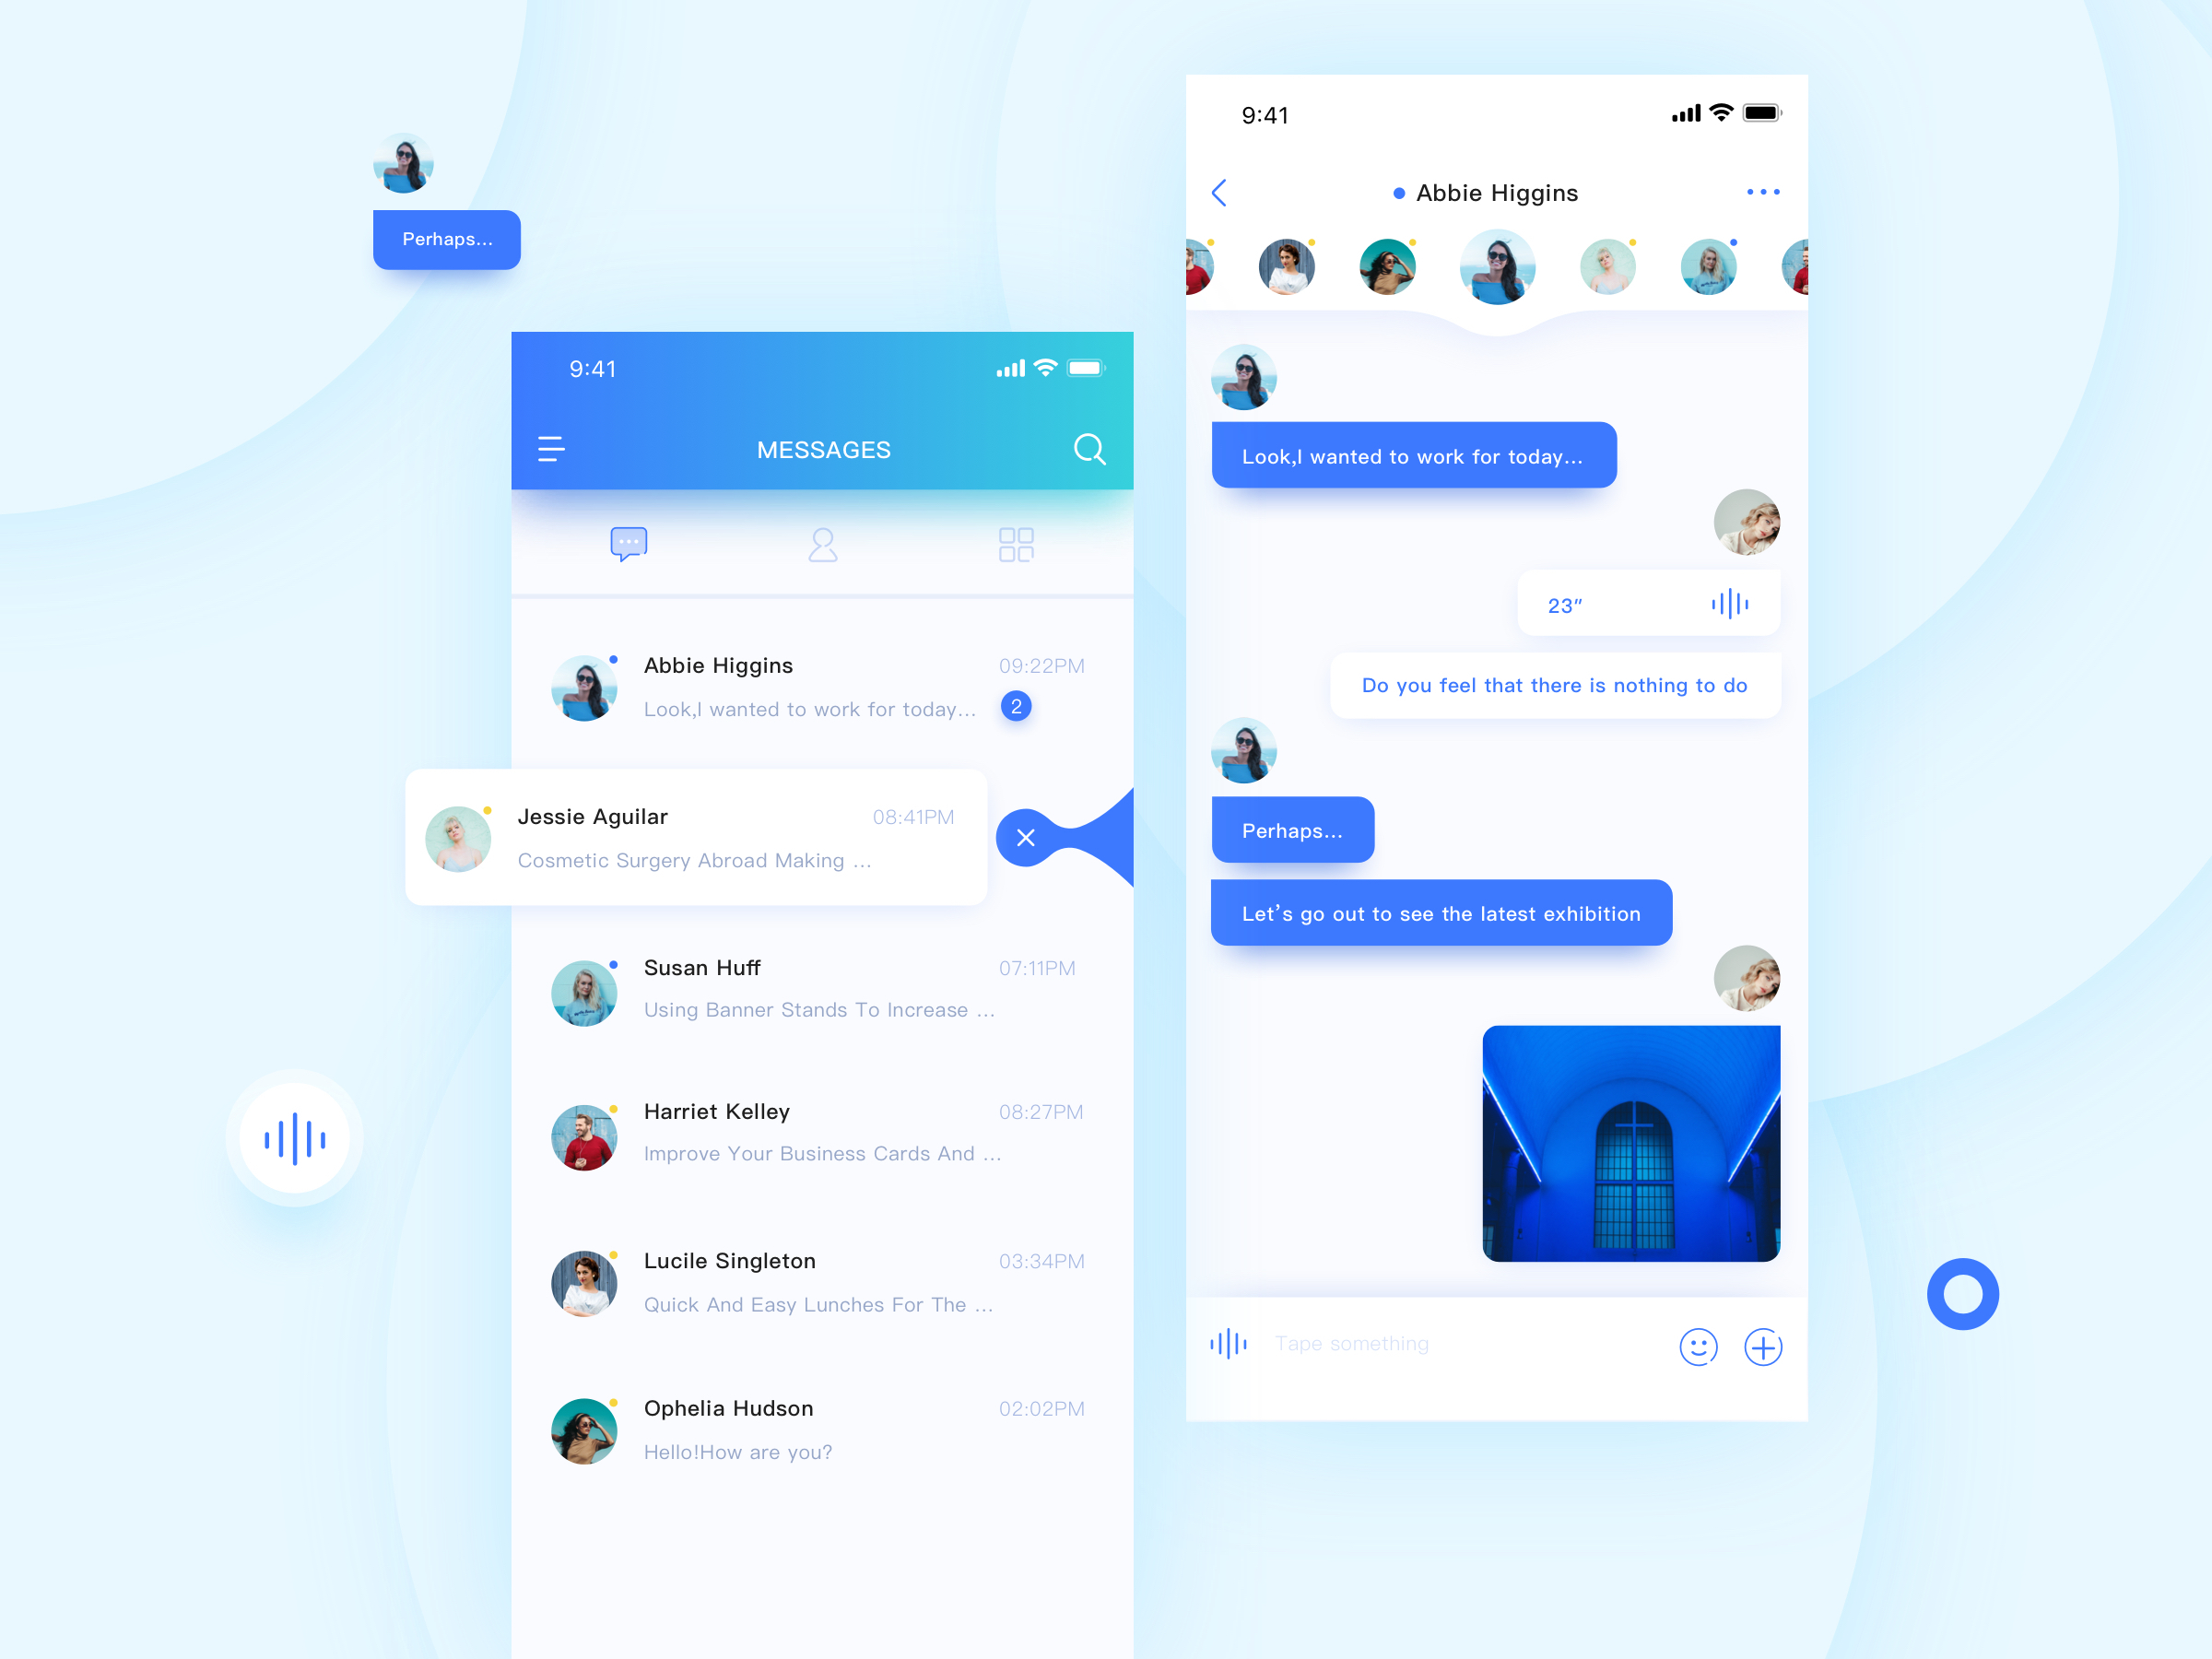 Perhaps...
9:41
MESSAGES
Abbie Higgins
09:22PM
Look,I wanted to work for today...
2
Jessie Aguilar
08:41PM
Cosmetic Surgery Abroad Making ...
Susan Huff
07:11PM
Using Banner Stands To Increase ...
Harriet Kelley
08:27PM
Improve Your Business Cards And ...
Lucile Singleton
03:34PM
Quick And Easy Lunches For The ...
Ophelia Hudson
02:02PM
Hello!How are you?
9:41
Abbie Higgins
Look,I wanted to work for today...
23"
Do you feel that there is nothing to do
Perhaps...
Let's go out to see the latest exhibition
Tape something